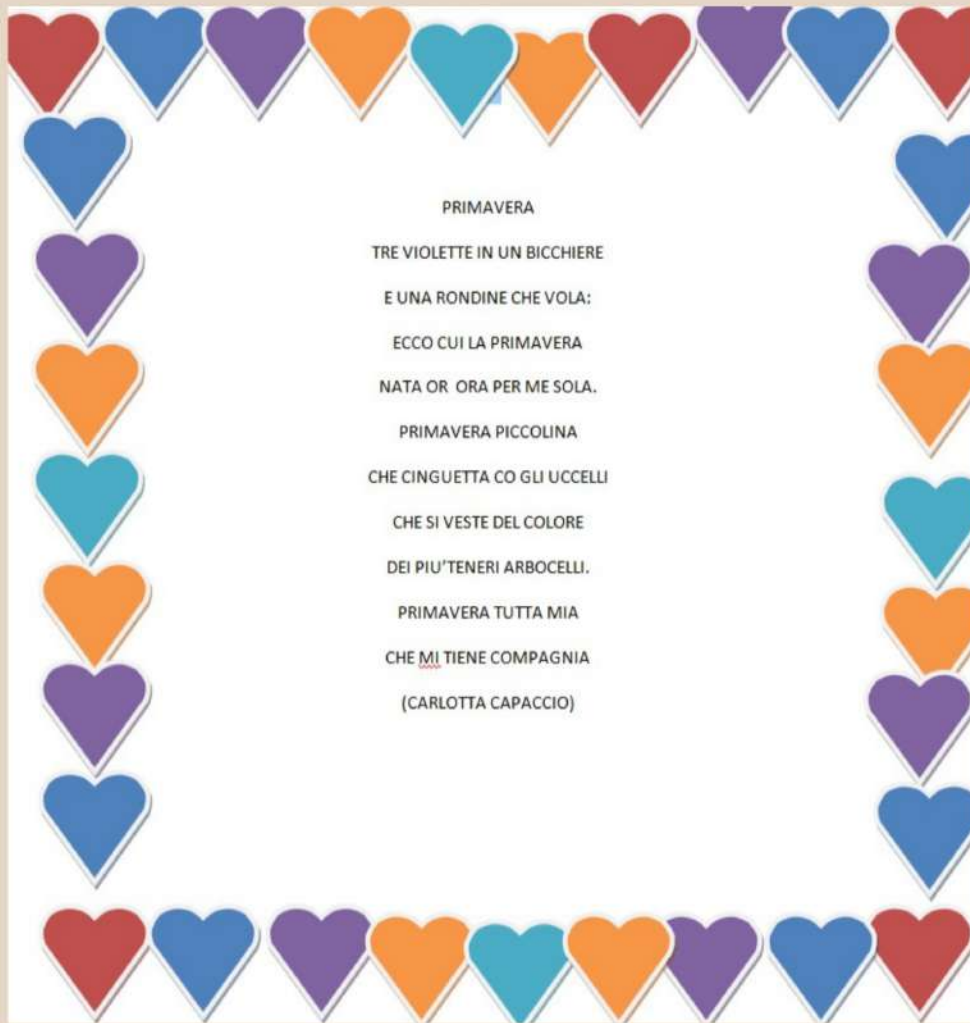 PRIMAVERA
TRE VIOLETTE IN UN BICCHIERE
E UNA RONDINE CHE VOLA:
ECCO CUI LA PRIMAVERA
NATA OR ORA PER ME SOLA.
PRIMAVERA PICCOLINA
CHE CINGUETTA CO GLI UCCELLI
CHE SI VESTE DEL COLORE
DEI PIU'TENERI ARBOCELLI.
PRIMAVERA TUTTA MIA
CHE MI TIENE COMPAGNIA
(CARLOTTA CAPACCIO)